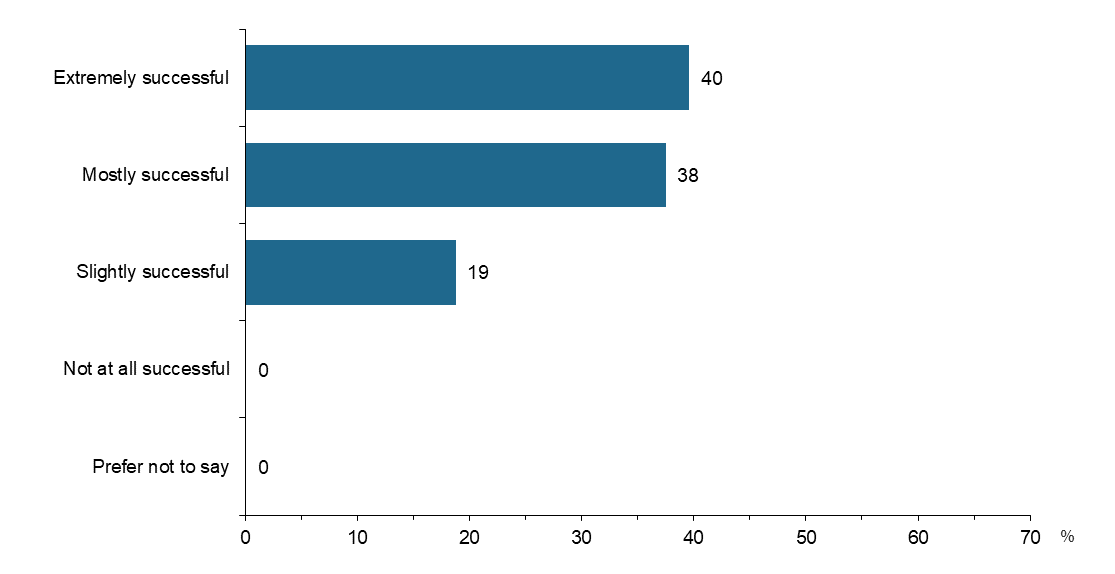 Extremely successful 40
Mostly successful 38
Slightly successful 19
Not at all successful 0
Prefer not to say 0
0 10 20 30 40 50 60 70 %